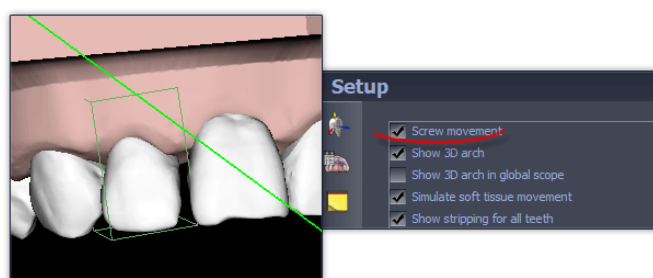 Setup
Screw movement
Show 3D arch
Show 3D arch in global scope
Simulate soft tissue movement
Show stripping for all teeth